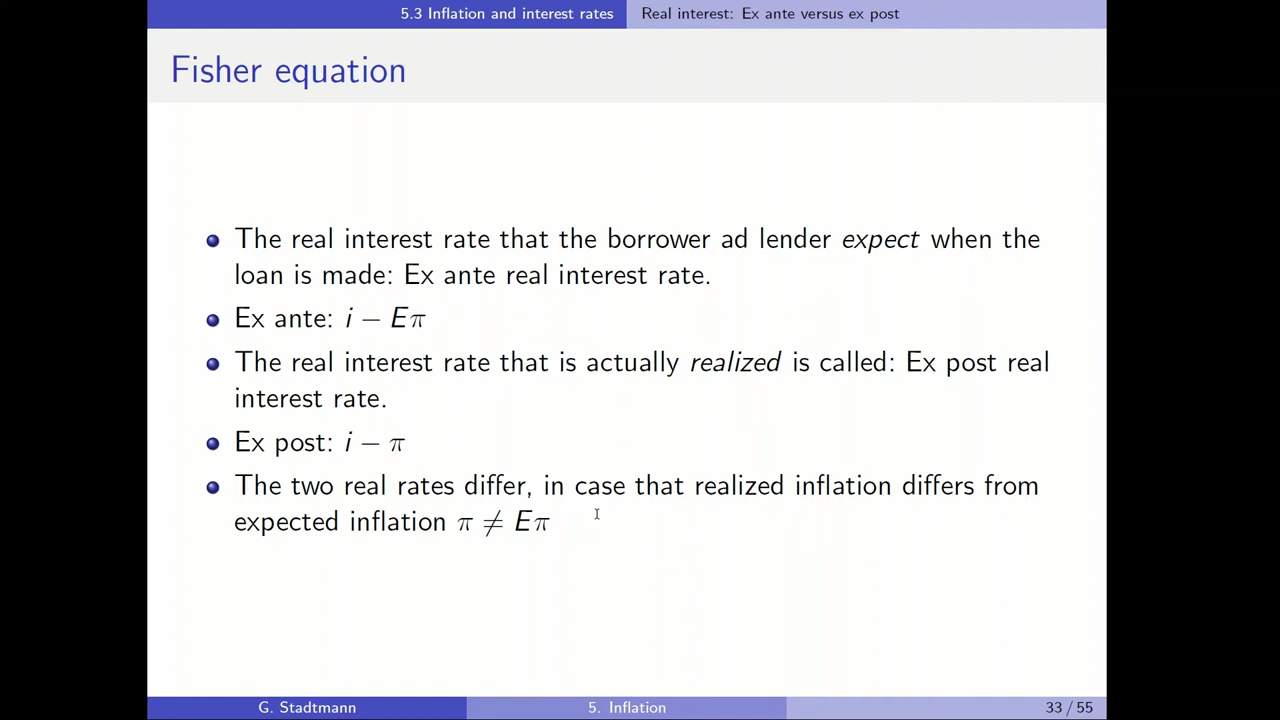 5.3 Inflation and interest rates Real interest: Ex ante versus ex post
Fisher equation
The real interest rate that the borrower ad lender expect when the
loan is made: Ex ante real interest rate.
Ex ante: i − Eπ
The real interest rate that is actually realized is called: Ex post real
interest rate.
Ex post: i − π
The two real rates differ, in case that realized inflation differs from
expected inflation π ≠ Eπ
G. Stadtmann 5. Inflation 33 / 55